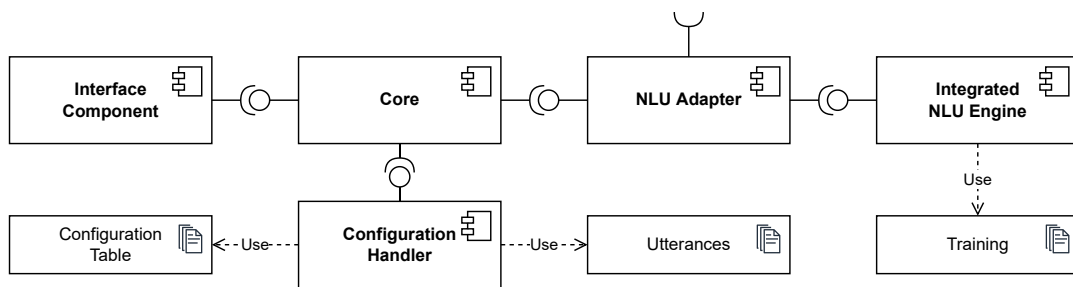 Interface
Component
Core
NLU Adapter
Integrated
NLU Engine
Use
Configuration
Table
Use
Configuration
Handler
Use
Utterances
Training